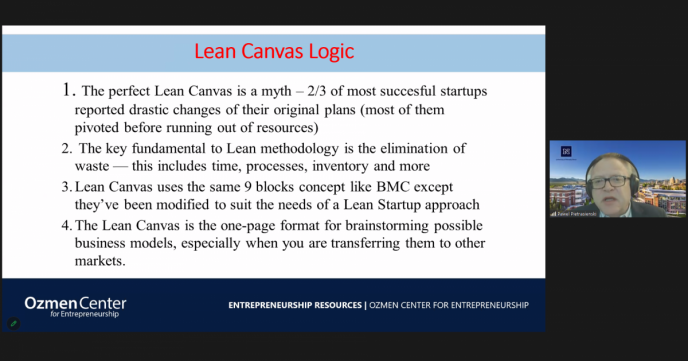 Lean Canvas Logic
1. The perfect Lean Canvas is a myth – 2/3 of most succesful startups
reported drastic changes of their original plans (most of them
pivoted before running out of resources)
2. The key fundamental to Lean methodology is the elimination of
waste — this includes time, processes, inventory and more
3. Lean Canvas uses the same 9 blocks concept like BMC except
they've been modified to suit the needs of a Lean Startup approach
4. The Lean Canvas is the one-page format for brainstorming possible
business models, especially when you are transferring them to other
markets.
Ozmen Center
for Entrepreneurship
ENTREPRENEURSHIP RESOURCES | OZMEN CENTER FOR ENTREPRENEURSHIP